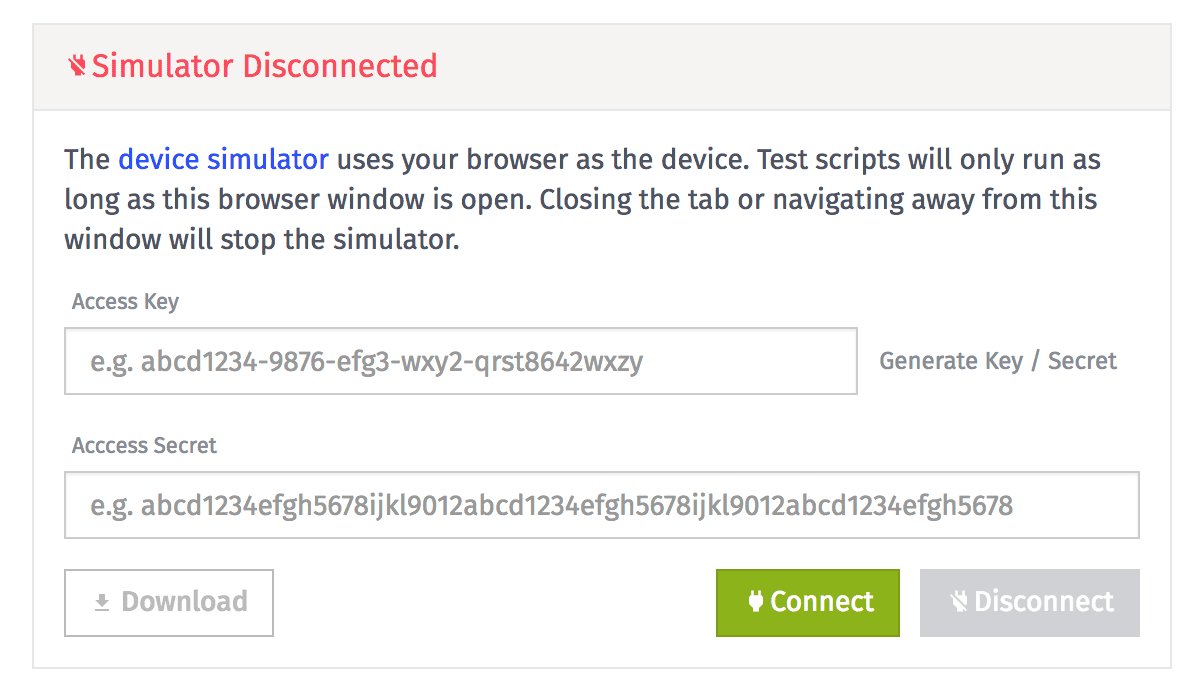 Simulator Disconnected
The device simulator uses your browser as the device. Test scripts will only run as
long as this browser window is open. Closing the tab or navigating away from this
window will stop the simulator.
Access Key
e.g. abcd1234-9876-efg3-wxy2-qrst8642wxzy
Generate Key / Secret
Acccess Secret
e.g. abcd1234efgh5678ijkl9012abcd1234efgh5678ijkl9012abcd1234efgh5678
Download
Connect
Disconnect